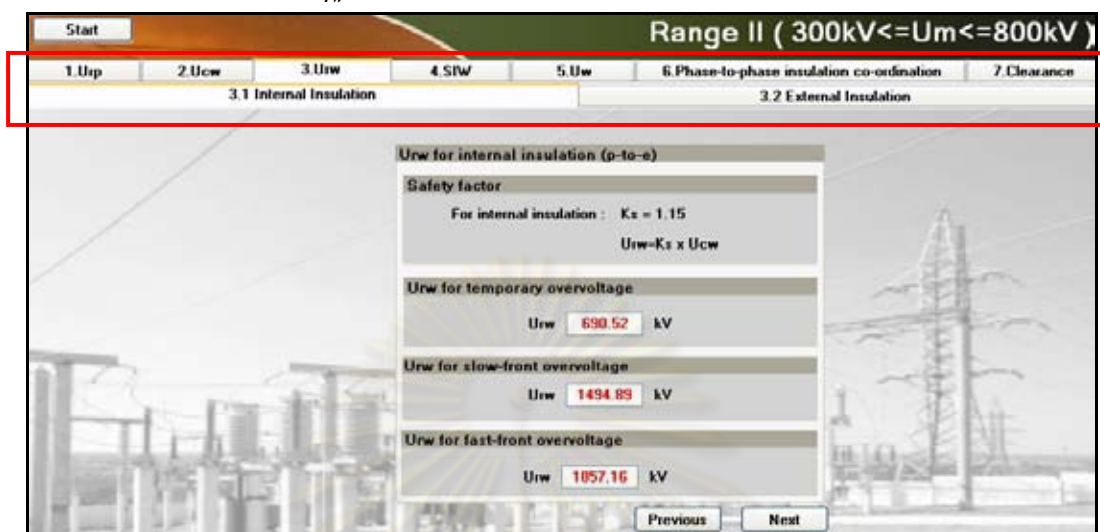 Start
Range II ( 300kV<=Um<=800kV )
1.Urp 2.Ucw 3.Urw 4.SIW 5.Uw 6.Phase-to-phase insulation co-ordination 7.Clearance
3.1 Internal Insulation 3.2 External Insulation
Urw for internal insulation (p-to-e)
Safety factor
For internal insulation : Ks = 1.15
Urw=Ks x Ucw
Urw for temporary overvoltage
Urw 690.52 kV
Urw for slow-front overvoltage
Urw 1494.89 kV
Urw for fast-front overvoltage
Urw 1057.16 kV
Previous Next